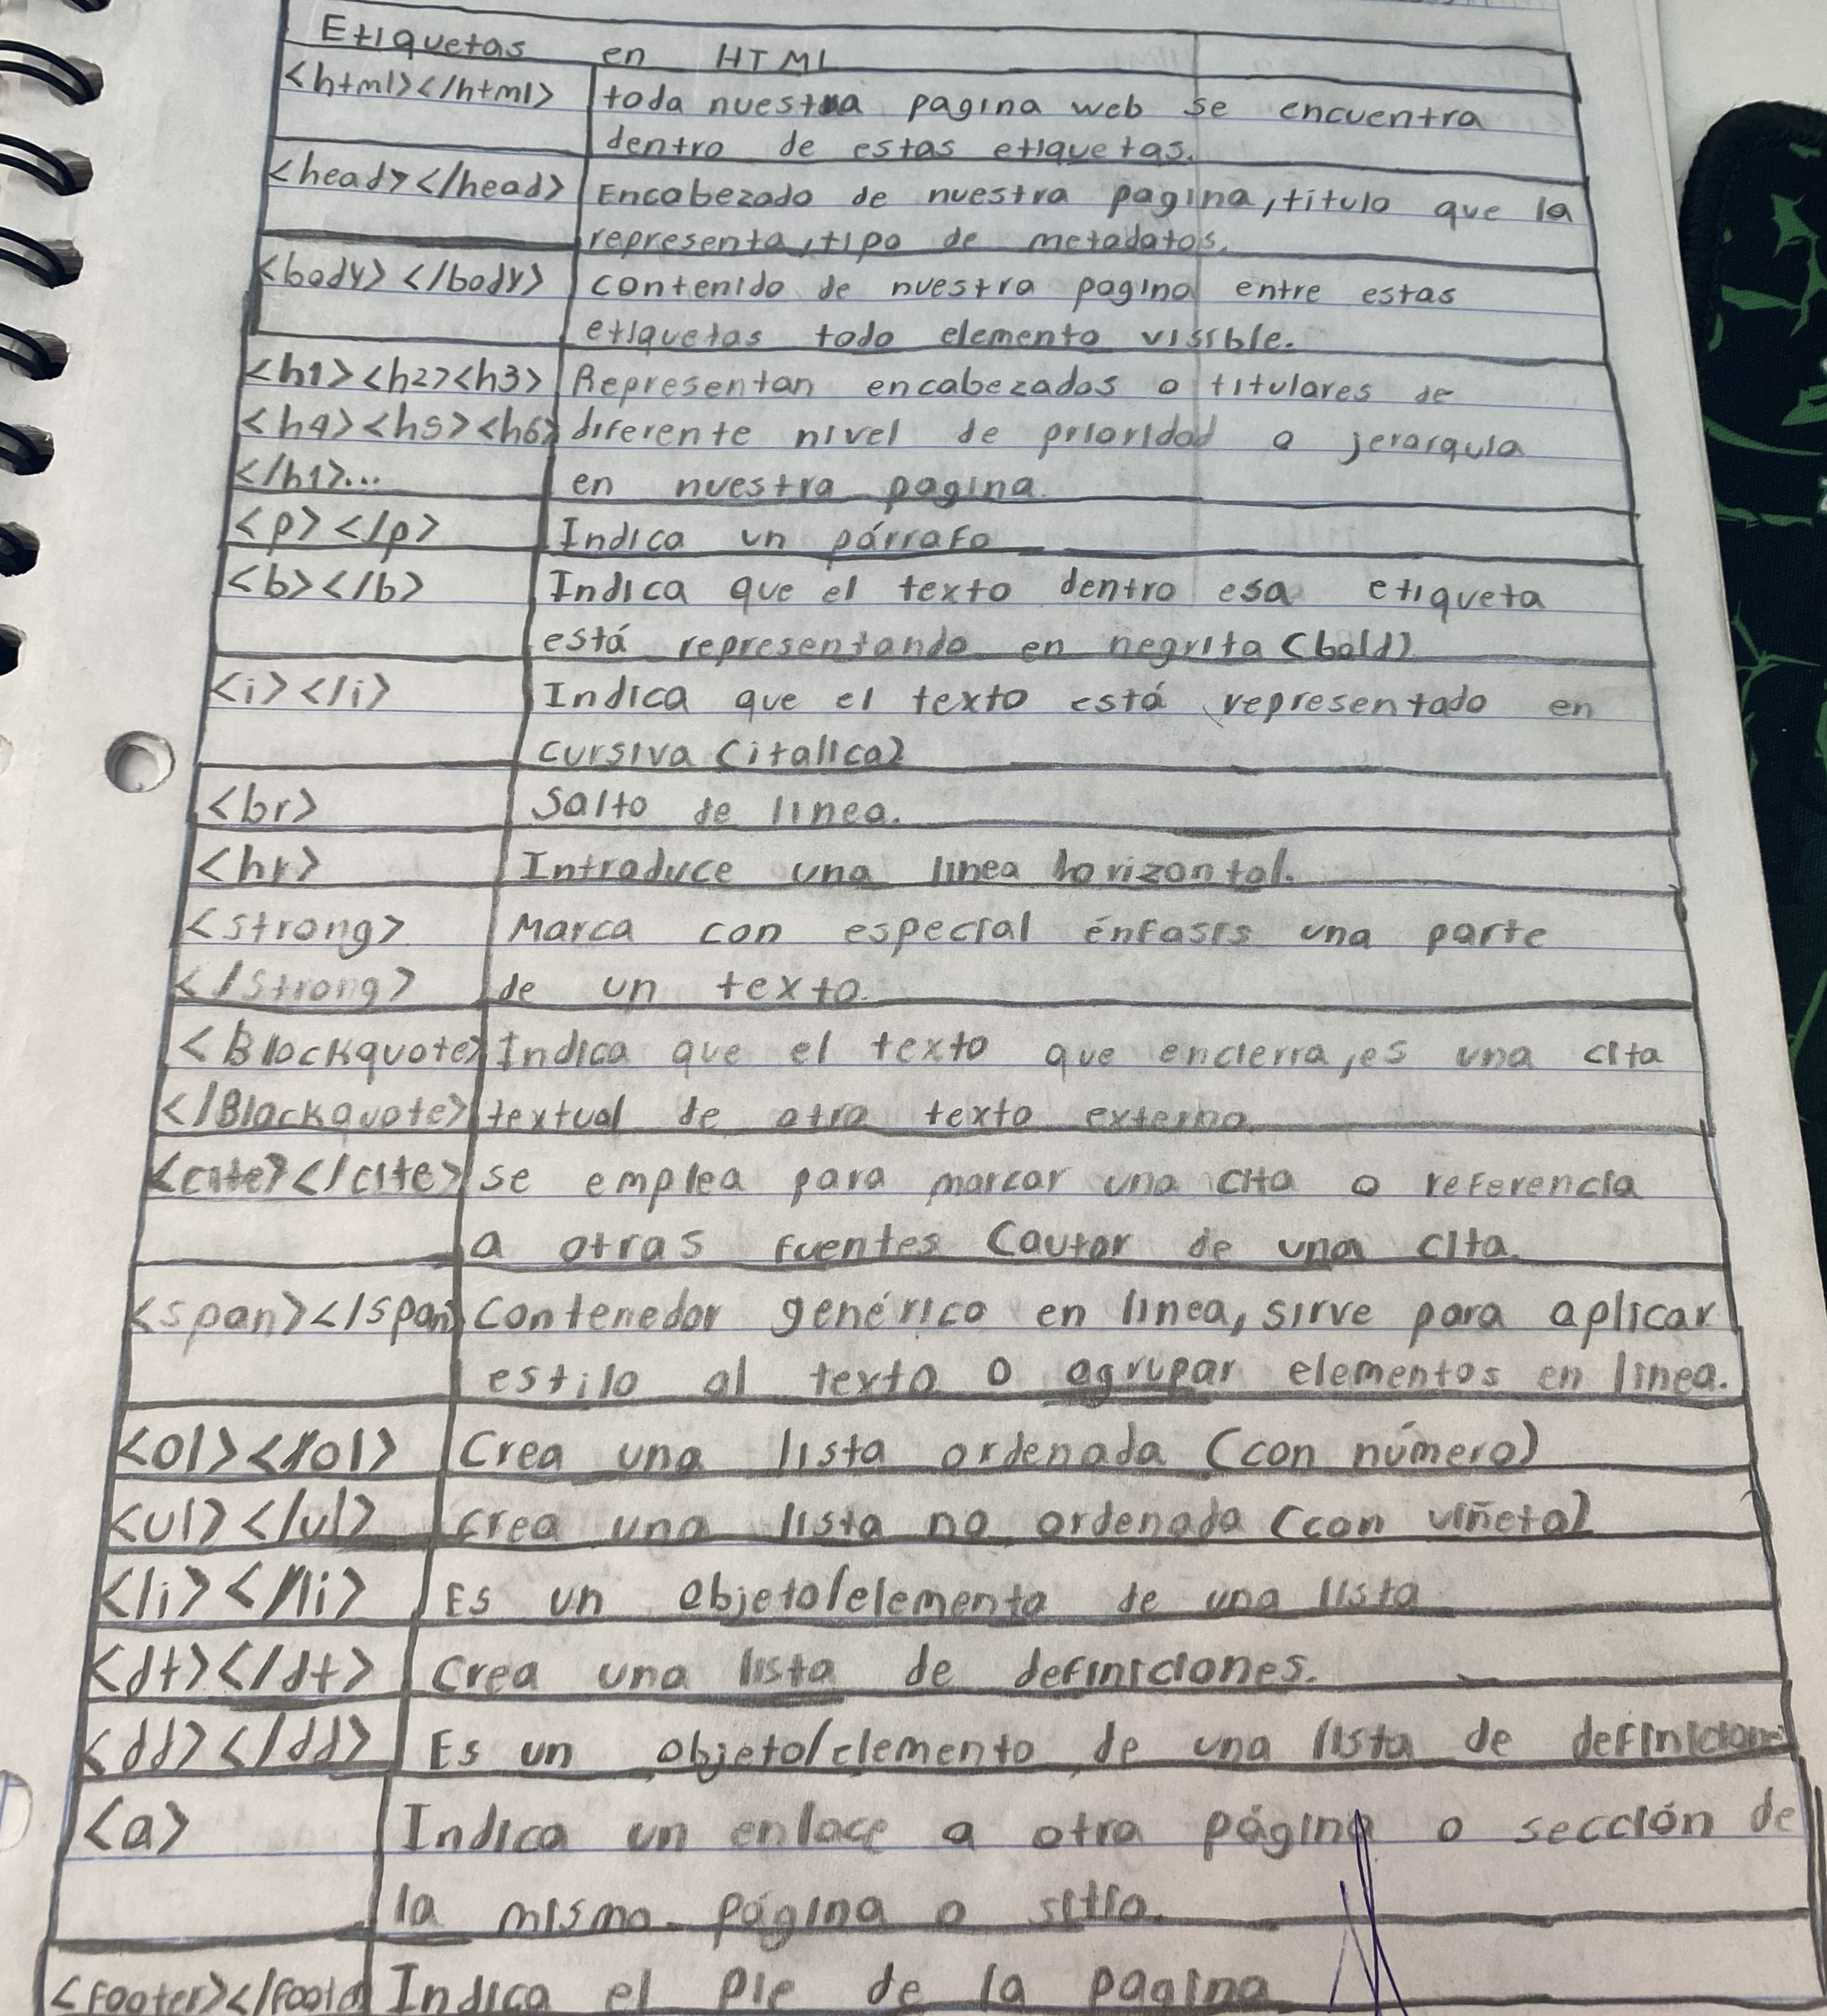 Etiquetas en HTML
<html></html> toda nuestra pagina web se encuentra
dentro de estas etiquetas.
<head></head> Encabezado de nuestra pagina, titulo que la
representa, tipo de metadatos.
<body></body> contenido de nuestra pagina entre estas
etiquetas todo elemento visible.
<h1><h2><h3> Representan encabezados o titulares de
<h4><h5><h6> diferente nivel de prioridad o jerarquia
</h1>... en nuestra pagina.
<p></p> Indica un párrafo
<b></b> Indica que el texto dentro esa etiqueta
está representando en negrita (bold)
<i></i> Indica que el texto está representado en
cursiva (italica)
<br> Salto de linea.
<hr> Introduce una linea horizontal.
<strong> Marca con especial énfasis una parte
</Strong> de un texto.
<Blockquote> Indica que el texto que encierra, es una cita
</Blockquote> textual de otro texto externo.
<cite></cite> se emplea para marcar una cita o referencia
a otras fuentes (autor de una cita.
<span></span> Contenedor genérico en linea, sirve para aplicar
estilo al texto o agrupar elementos en linea.
<ol></ol> Crea una lista ordenada (con número)
<ul></ul> crea una lista no ordenada (con viñeta)
<li></li> Es un objeto/elemento de una lista
<dt></dt> Crea una lista de definiciones.
<dd></dd> Es un objeto/elemento de una lista de definiciones
<a> Indica un enlace a otra página o sección de
la misma página o sitio.
<footer></footer Indica el pie de la pagina